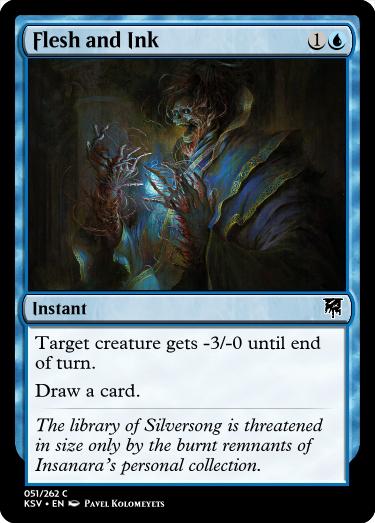 Flesh and Ink 1
Instant
Target creature gets -3/-0 until end
of turn.
Draw a card.
The library of Silversong is threatened
in size only by the burnt remnants of
Insanara's personal collection.
051/262 C
KSV • EN Pavel Kolomeyets